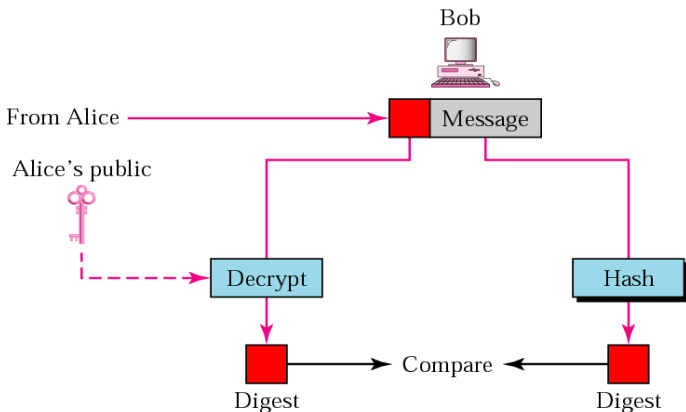 Bob
From Alice
Message
Alice's public
Decrypt
Hash
Compare
Digest
Digest